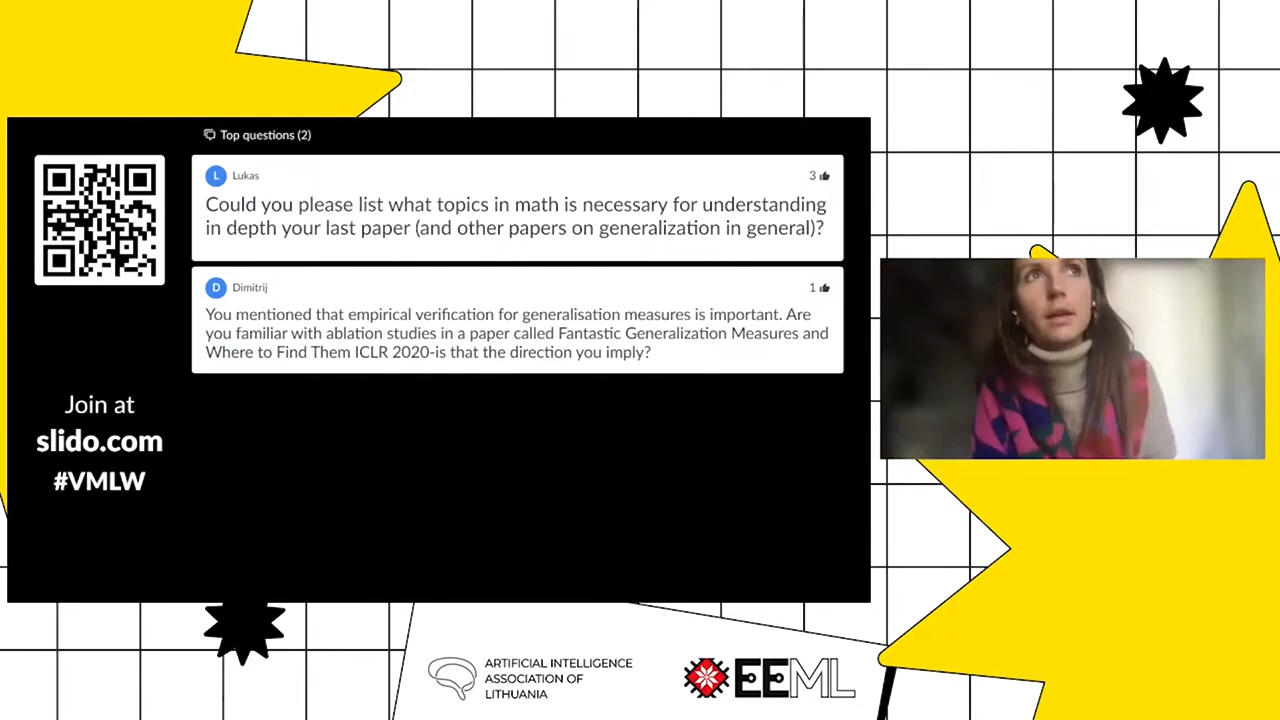 Top questions (2)
L Lukas 3
Could you please list what topics in math is necessary for understanding
in depth your last paper (and other papers on generalization in general)?
D Dimitrij 1
You mentioned that empirical verification for generalisation measures is important. Are
you familiar with ablation studies in a paper called Fantastic Generalization Measures and
Where to Find Them ICLR 2020-is that the direction you imply?
Join at
slido.com
#VMLW
ARTIFICIAL INTELLIGENCE
ASSOCIATION OF
LITHUANIA
EEML